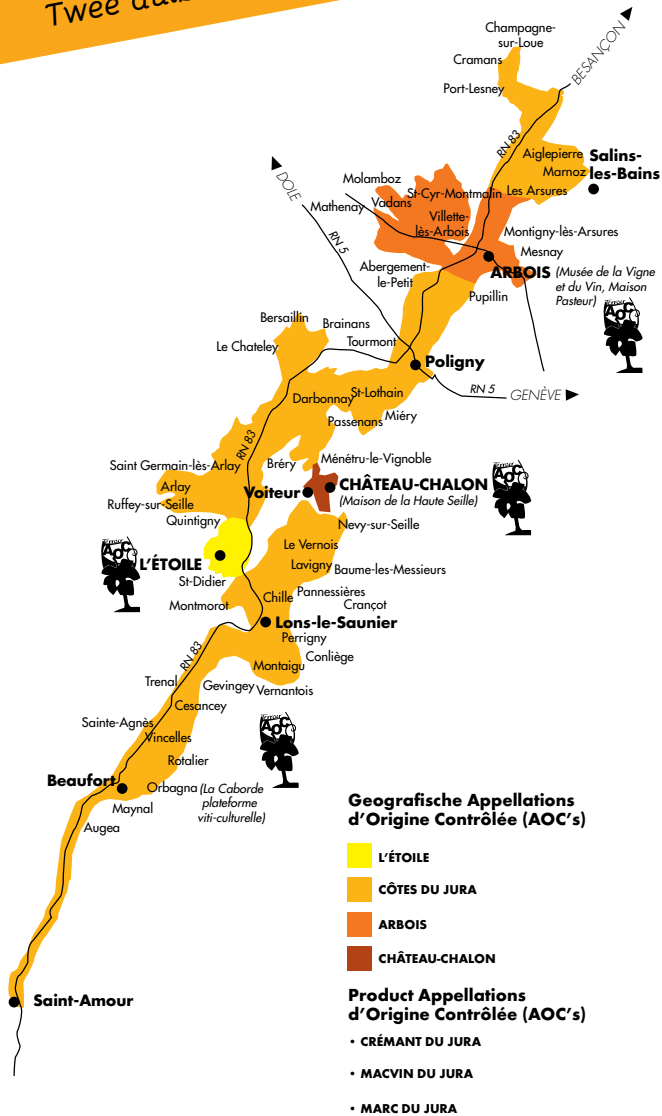 Twee
Champagne-
sur-Loue
Cramans
BESANÇON
Port-Lesney
RN 83
Aiglepierre
Salins-
les-Bains
Marnoz
DOLE
Molamboz
St-Cyr-Montmalin
Les Arsures
Mathenay
Vadans
Villette-
lès-Arbois
Montigny-lès-Arsures
RN 5
Mesnay
Abergement-
le-Petit
ARBOIS (Musée de la Vigne
et du Vin, Maison
Pasteur)
Pupillin
AOC
Bersaillin
Brainans
Le Chateley
Tourmont
Poligny
RN 5
GENÈVE
Darbonnay
St-Lothain
Passenans
Miéry
RN 83
Saint Germain-lès-Arlay
Bréry
Ménétru-le-Vignoble
Arlay
Voiteur
CHÂTEAU-CHALON
(Maison de la Haute Seille)
AOC
Ruffey-sur-Seille
Quintigny
Nevy-sur-Seille
AOC
L'ÉTOILE
Le Vernois
Lavigny
Baume-les-Messieurs
St-Didier
Montmorot
Chille
Pannessières
Crançot
Lons-le-Saunier
Perrigny
RN 83
Conliège
Montaigu
Trenal
Gevingey
Vernantois
Cesancey
Sainte-Agnès
Vincelles
AOC
Rotalier
Beaufort
Orbagna (La Caborde
plateforme
viti-culturelle)
Maynal
Augea
Saint-Amour
Geografische Appellations
d'Origine Contrôlée (AOC's)
L'ÉTOILE
CÔTES DU JURA
ARBOIS
CHÂTEAU-CHALON
Product Appellations
d'Origine Contrôlée (AOC's)
• CRÉMANT DU JURA
• MACVIN DU JURA
• MARC DU JURA